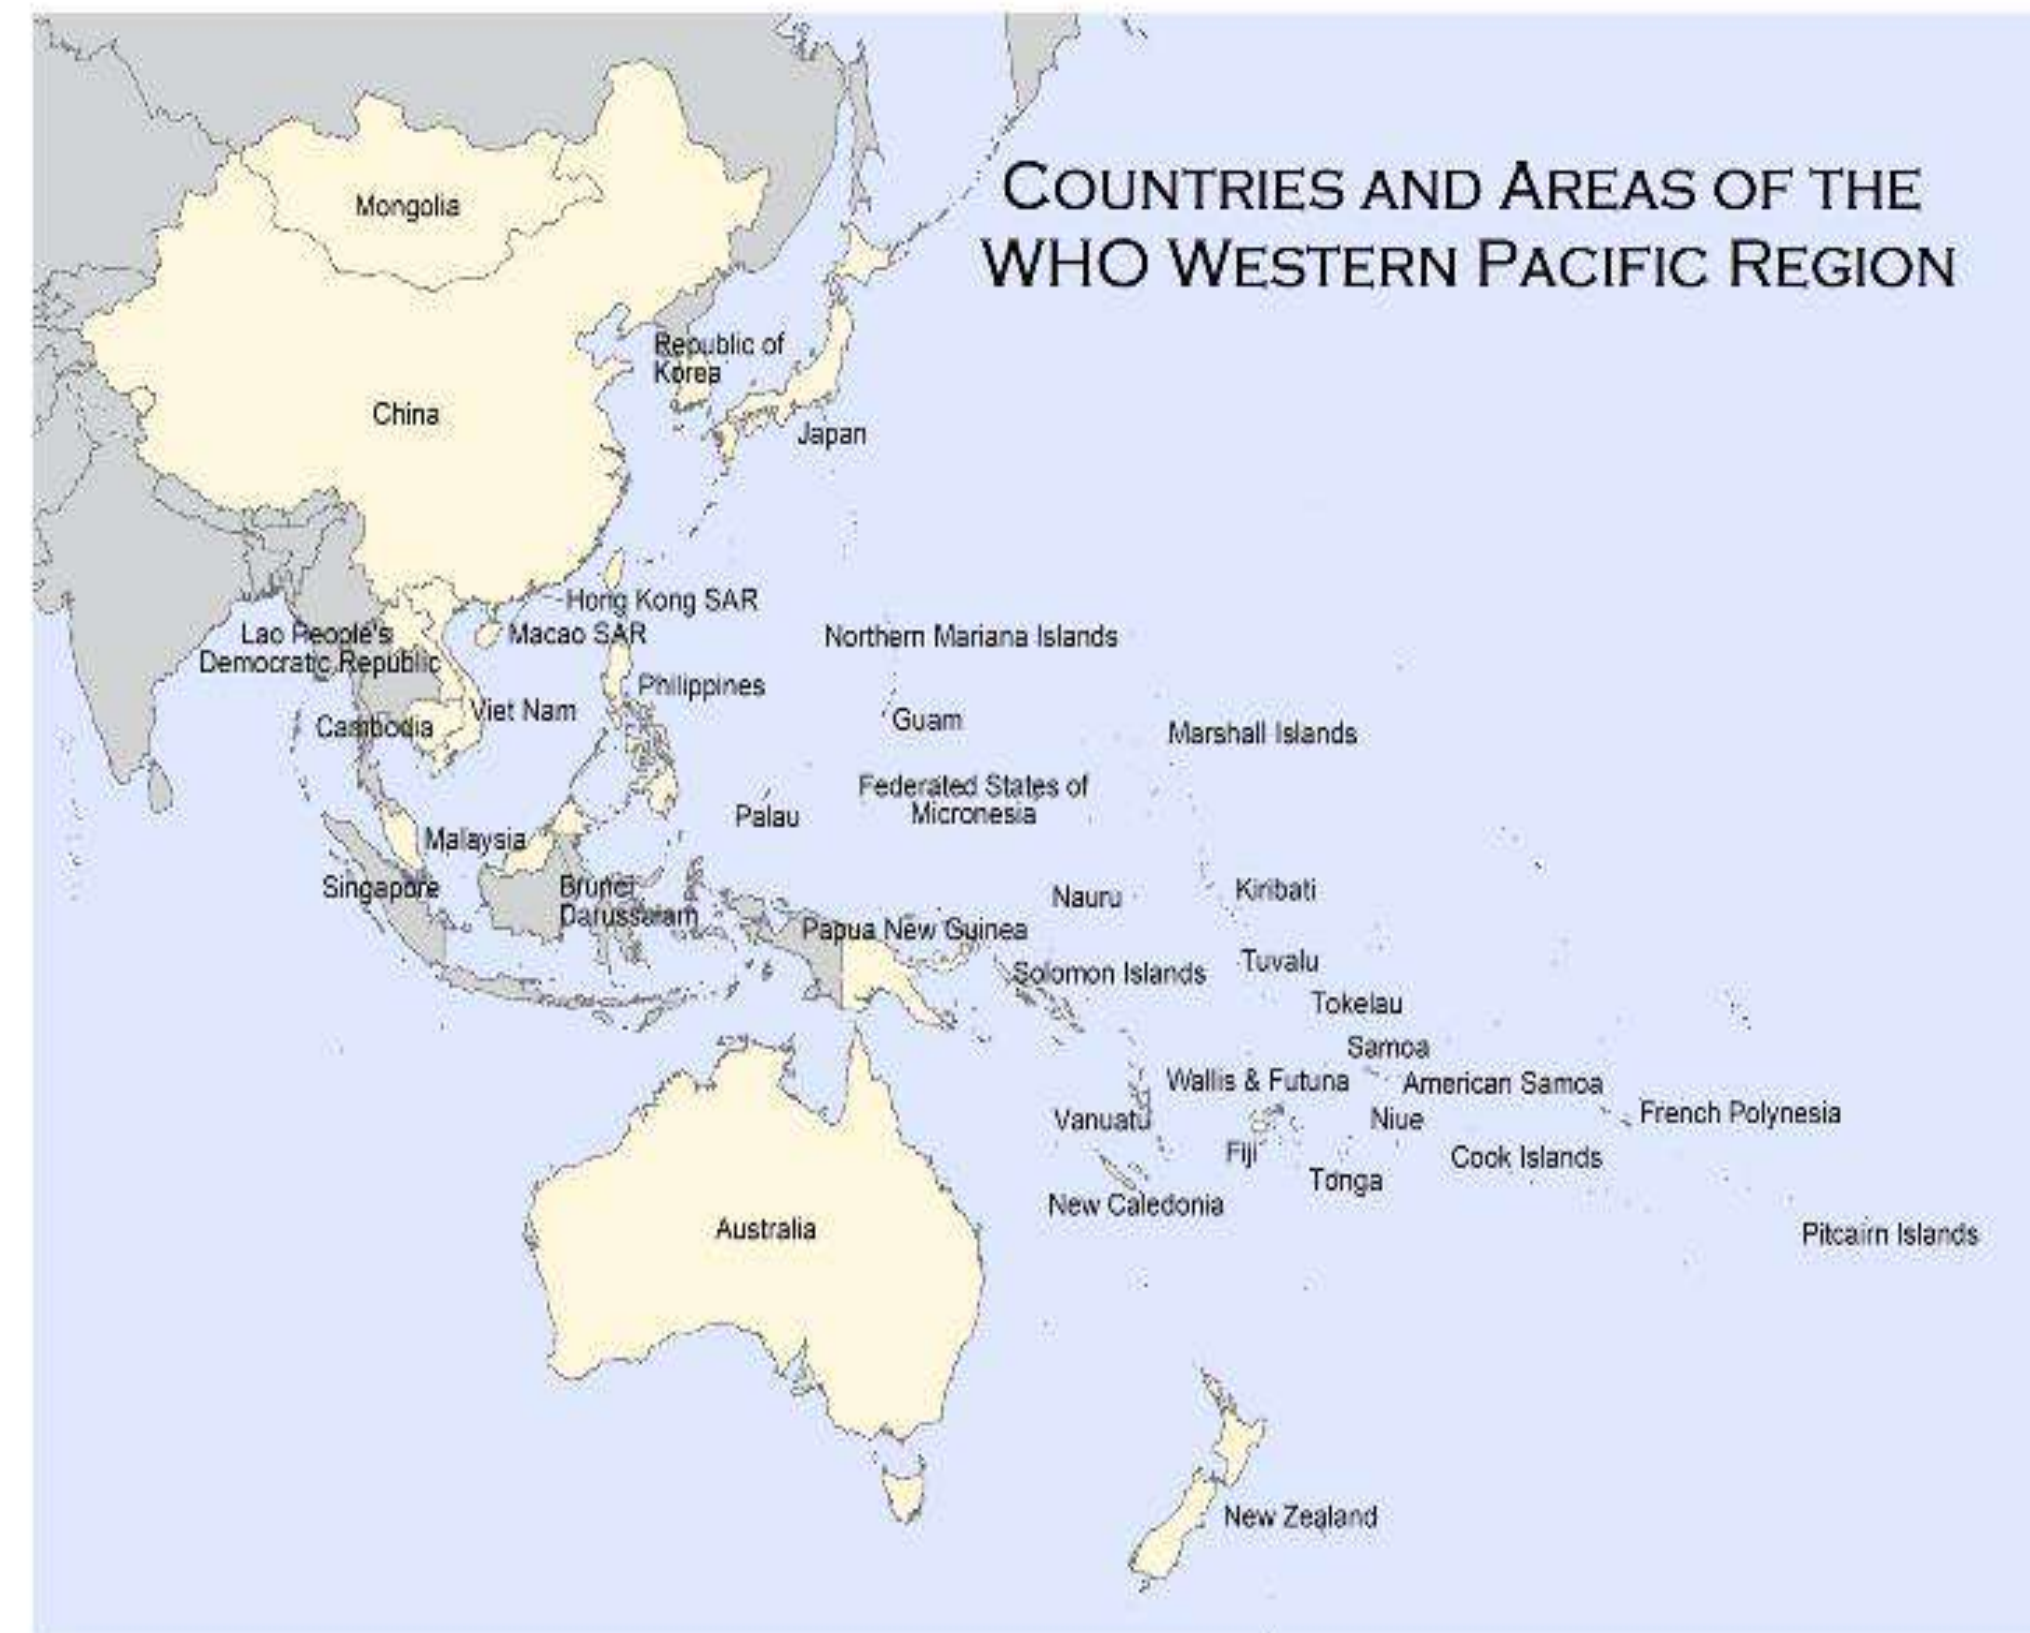 COUNTRIES AND AREAS OF THE
WHO WESTERN PACIFIC REGION
Mongolia
Republic of
Korea
China
Japan
Hong Kong SAR
Lao People's
Democratic Republic
Macao SAR
Northern Mariana Islands
Philippines
Viet Nam
Cambodia
Guam
Marshall Islands
Federated States of
Micronesia
Palau
Malaysia
Singapore
Brunei
Darussalam
Nauru
Kiribati
Papua New Guinea
Solomon Islands
Tuvalu
Tokelau
Samoa
Wallis & Futuna
American Samoa
Vanuatu
Niue
French Polynesia
Fiji
Cook Islands
Tonga
New Caledonia
Australia
Pitcairn Islands
New Zealand